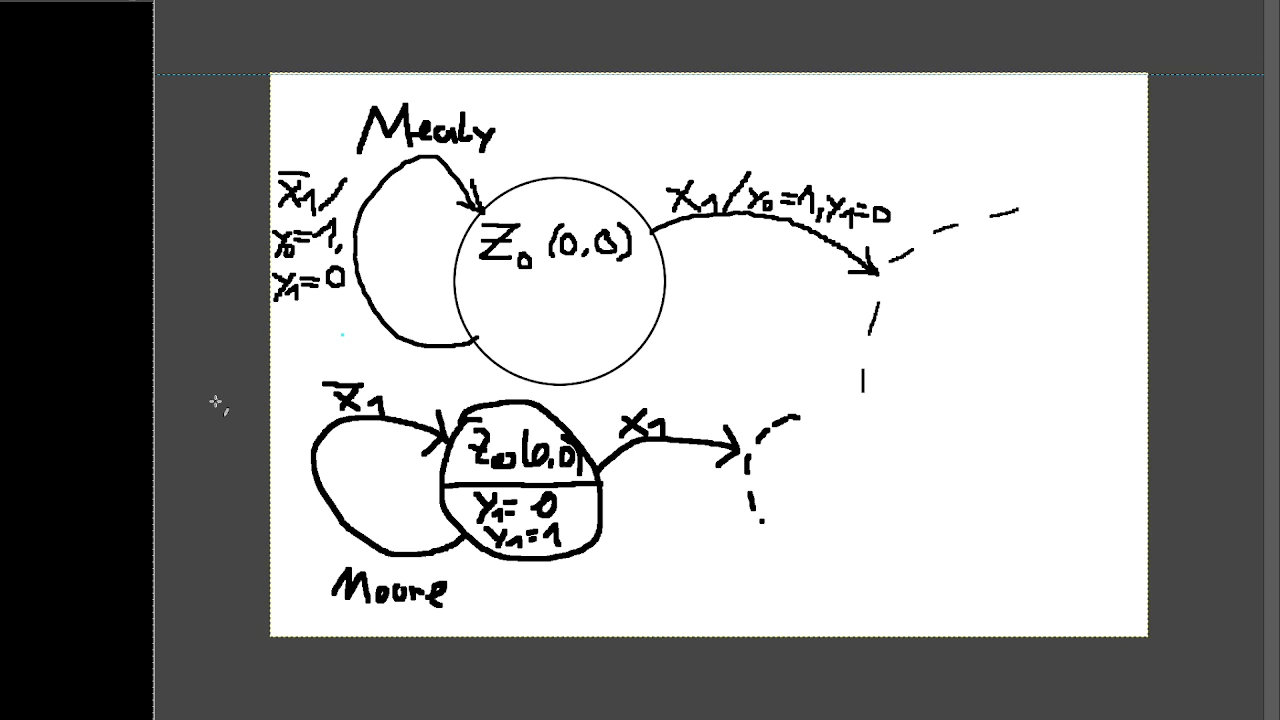 Mealy
x̅1/
y0=1,
y1=0
Z0 (0,0)
x1/y0=1,y1=0
x̅1
Z0 (0,0)
y1=0
y1=1
x1
Moore